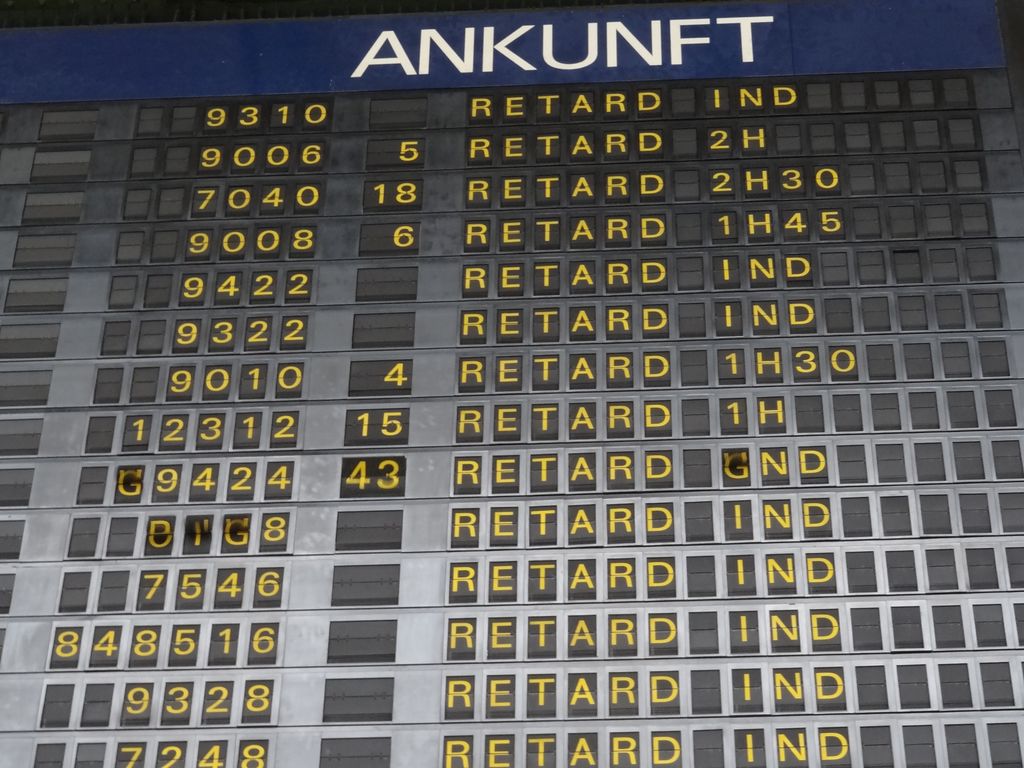 ANKUNFT
9310 RETARD IND
9006 5 RETARD 2H
7040 18 RETARD 2H30
9008 6 RETARD 1H45
9422 RETARD IND
9322 RETARD IND
9010 4 RETARD 1H30
12312 15 RETARD 1H
G9424 43 RETARD GND
RETARD IND
7546 RETARD IND
848516 RETARD IND
9328 RETARD IND
7248 RETARD IND